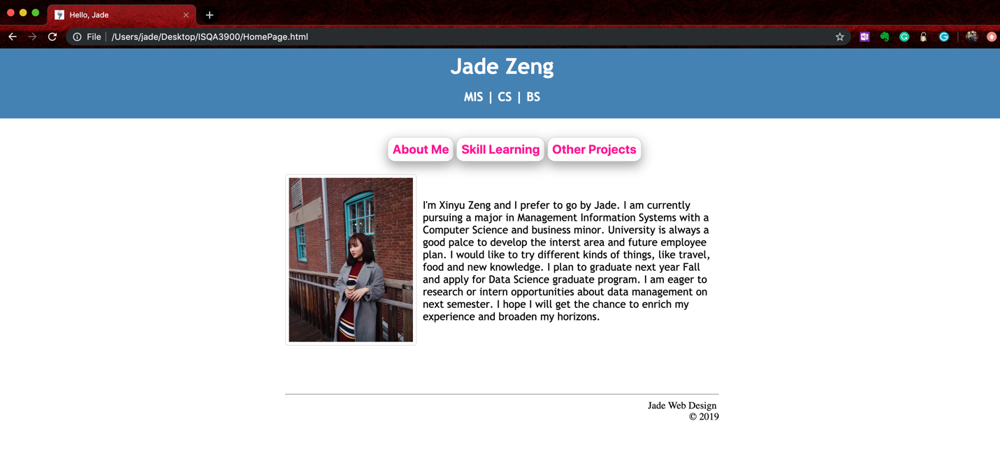 Hello, Jade
File | /Users/jade/Desktop/ISQA3900/HomePage.html
Jade Zeng
MIS | CS | BS
About Me Skill Learning Other Projects
I'm Xinyu Zeng and I prefer to go by Jade. I am currently
pursuing a major in Management Information Systems with a
Computer Science and business minor. University is always a
good palce to develop the interst area and future employee
plan. I would like to try different kinds of things, like travel,
food and new knowledge. I plan to graduate next year Fall
and apply for Data Science graduate program. I am eager to
research or intern opportunities about data management on
next semester. I hope I will get the chance to enrich my
experience and broaden my horizons.
Jade Web Design
© 2019